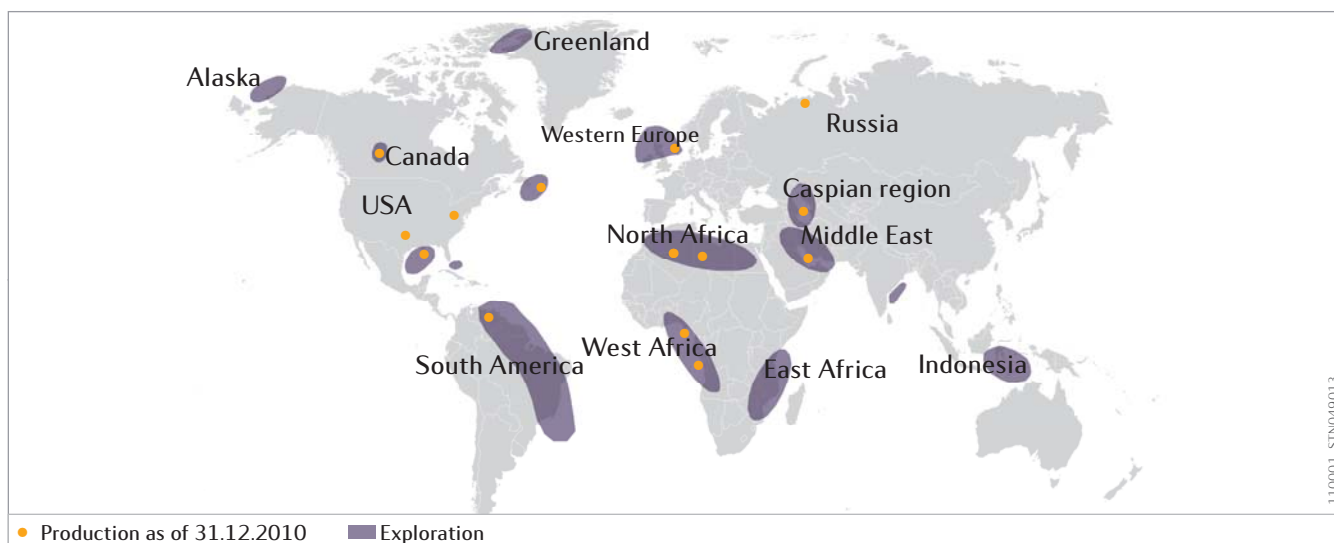 Greenland
Alaska
Western Europe
Russia
Canada
Caspian region
USA
North Africa
Middle East
West Africa
South America
East Africa
Indonesia
110001_STN049013
Production as of 31.12.2010
Exploration